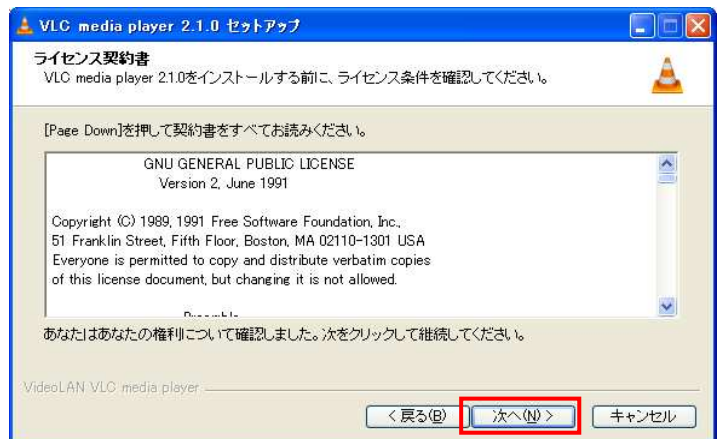 VLC media player 2.1.0 セットアップ
ライセンス契約書
VLC media player 2.1.0をインストールする前に、ライセンス条件を確認してください。
[Page Down]を押して契約書をすべてお読みください。
GNU GENERAL PUBLIC LICENSE
Version 2, June 1991
Copyright (C) 1989, 1991 Free Software Foundation, Inc.,
51 Franklin Street, Fifth Floor, Boston, MA 02110-1301 USA
Everyone is permitted to copy and distribute verbatim copies
of this license document, but changing it is not allowed.
あなたはあなたの権利について確認しました。次をクリックして継続してください。
VideoLAN VLC media player
< 戻る(B)
次へ(N) >
キャンセル